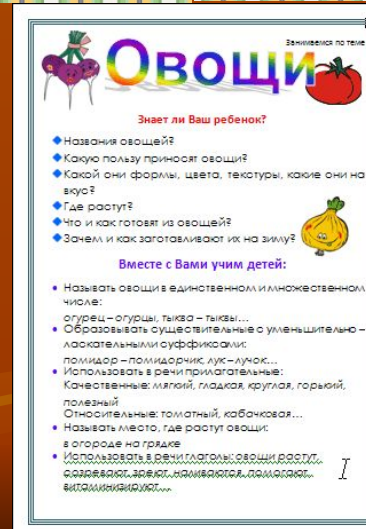 Занимаемся по теме
Овощи
Знает ли Ваш ребенок?
Названия овощей?
Какую пользу приносят овощи?
Какой они формы, цвета, текстуры, какие они на
вкус?
Где растут?
Что и как готовят из овощей?
Зачем и как заготавливают их на зиму?
Вместе с Вами учим детей:
Называть овощи в единственном и множественном
числе:
огурец – огурцы, тыква – тыквы...
Образовывать существительные с уменьшительно –
ласкательными суффиксами:
помидор – помидорчик, лук – лучок...
Использовать в речи прилагательные:
Качественные: мягкий, гладкая, круглая, горький,
полезный
Относительные: томатный, кабачковая...
Называть место, где растут овощи:
в огороде на грядке
Использовать в речи глаголы: овощи растут,
созревают, зреют, наливаются, помогают,
витаминизируют...